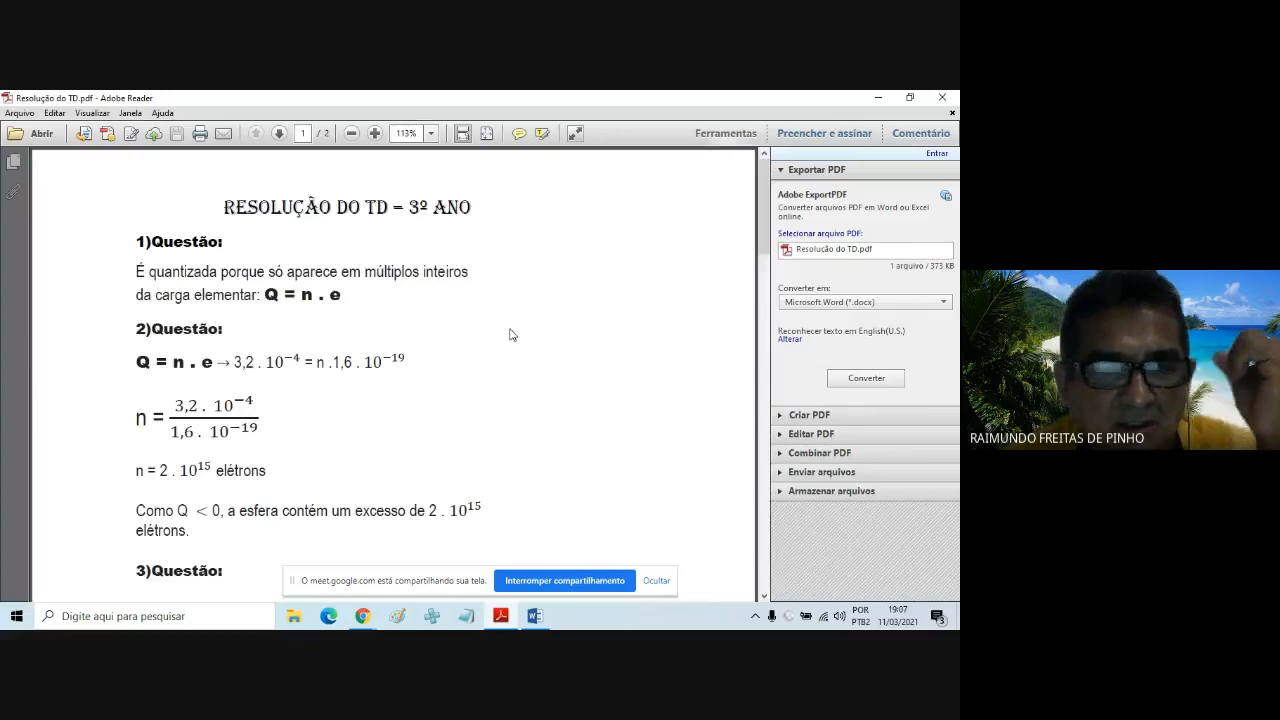 Resolução do TD.pdf - Adobe Reader
Arquivo Editar Visualizar Janela Ajuda
Abrir 1 / 2 113% Ferramentas Preencher e assinar Comentário
Entrar
RESOLUÇÃO DO TD – 3º ANO
1)Questão:
É quantizada porque só aparece em múltiplos inteiros
da carga elementar: Q = n . e
2)Questão:
Q = n . e → 3,2 . 10⁻⁴ = n .1,6 . 10⁻¹⁹
n = 3,2 . 10⁻⁴ / 1,6 . 10⁻¹⁹
n = 2 . 10¹⁵ elétrons
Como Q < 0, a esfera contém um excesso de 2 . 10¹⁵
elétrons.
3)Questão:
Exportar PDF
Adobe ExportPDF
Converter arquivos PDF em Word ou Excel
online.
Selecionar arquivo PDF:
Resolução do TD.pdf
1 arquivo / 373 KB
Converter em:
Microsoft Word (*.docx)
Reconhecer texto em English(U.S.)
Alterar
Converter
Criar PDF
Editar PDF
Combinar PDF
Enviar arquivos
Armazenar arquivos
O meet.google.com está compartilhando sua tela. Interromper compartilhamento Ocultar
Digite aqui para pesquisar
POR
PTB2
19:07
11/03/2021
3
RAIMUNDO FREITAS DE PINHO